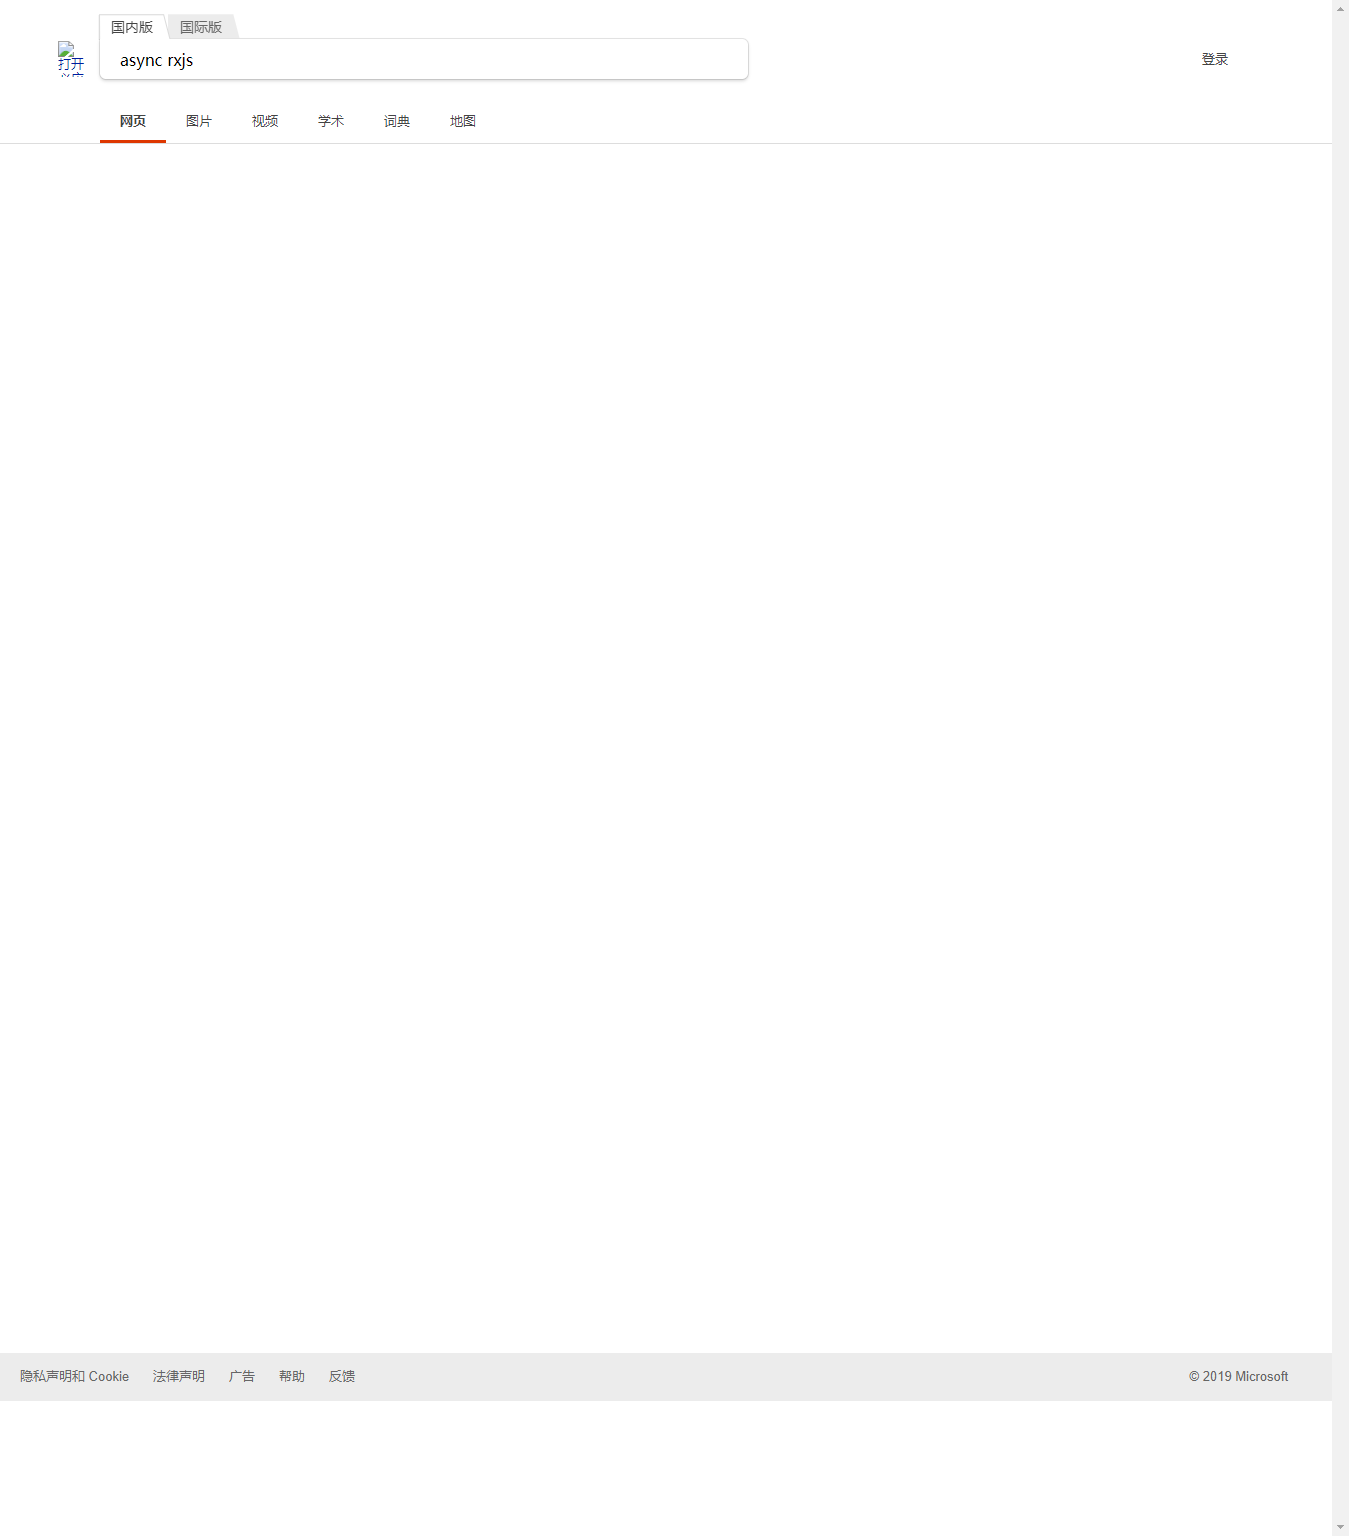 国内版 国际版
打开
async rxjs
登录
网页 图片 视频 学术 词典 地图
隐私声明和 Cookie 法律声明 广告 帮助 反馈 © 2019 Microsoft